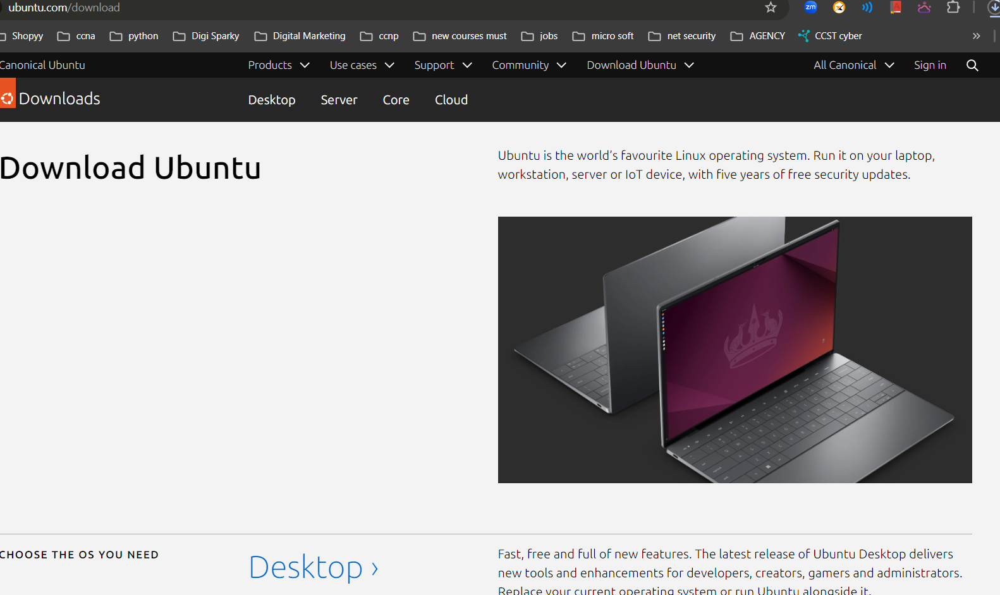 ubuntu.com/download
zm
Shopyy ccna python Digi Sparky Digital Marketing ccnp new courses must jobs micro soft net security AGENCY CCST cyber »
Canonical Ubuntu Products Use cases Support Community Download Ubuntu All Canonical Sign in
Downloads Desktop Server Core Cloud
Download Ubuntu
Ubuntu is the world’s favourite Linux operating system. Run it on your laptop,
workstation, server or IoT device, with five years of free security updates.
CHOOSE THE OS YOU NEED
Desktop ›
Fast, free and full of new features. The latest release of Ubuntu Desktop delivers
new tools and enhancements for developers, creators, gamers and administrators.
Replace your current operating system or run Ubuntu alongside it.